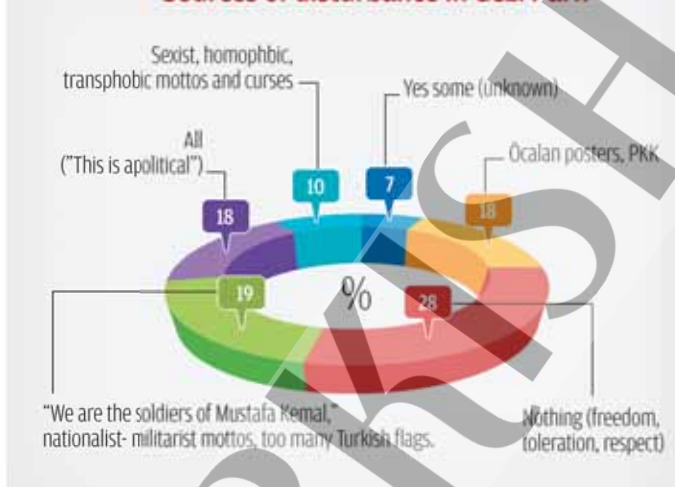 Sexist, homophbic,
transphobic mottos and curses
Yes some (unknown)
All
("This is apolitical")
Öcalan posters, PKK
10
7
18
18
19
%
28
"We are the soldiers of Mustafa Kemal,"
nationalist- militarist mottos, too many Turkish flags.
Nothing (freedom,
toleration, respect)